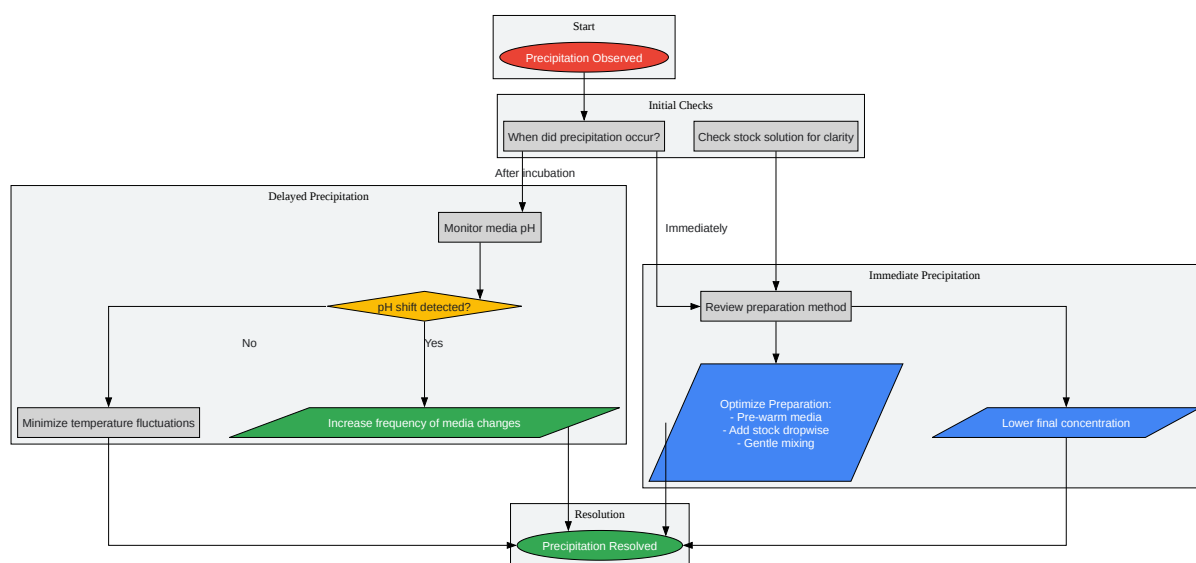 Start
Precipitation Observed
Initial Checks
When did precipitation occur?
Check stock solution for clarity
After incubation
Delayed Precipitation
Monitor media pH
Immediately
Immediate Precipitation
pH shift detected?
Review preparation method
No
Yes
Optimize Preparation:
- Pre-warm media
- Add stock dropwise
- Gentle mixing
Minimize temperature fluctuations
Increase frequency of media changes
Lower final concentration
Resolution
Precipitation Resolved